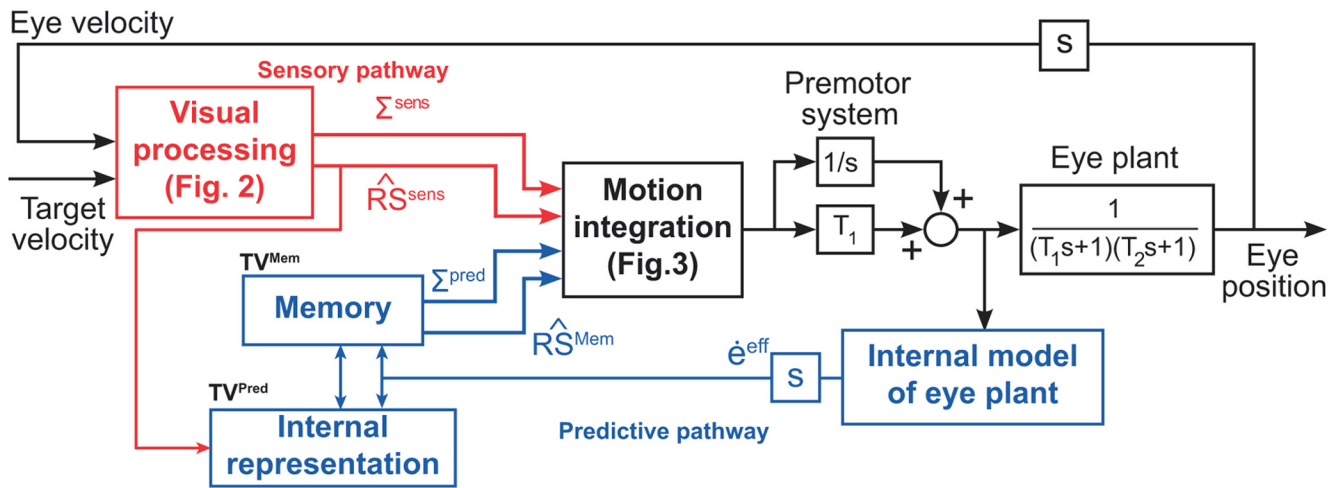 Eye velocity
s
Sensory pathway
Premotor
system
Σ^sens
Visual
processing
(Fig. 2)
1/s
Eye plant
R̂S^sens
Motion
integration
(Fig.3)
+
T₁
+
1
(T₁s+1)(T₂s+1)
Target
velocity
Eye
position
TV^Mem
Σ^pred
Memory
R̂S^Mem
ė^eff
s
Internal model
of eye plant
TV^Pred
Internal
representation
Predictive pathway